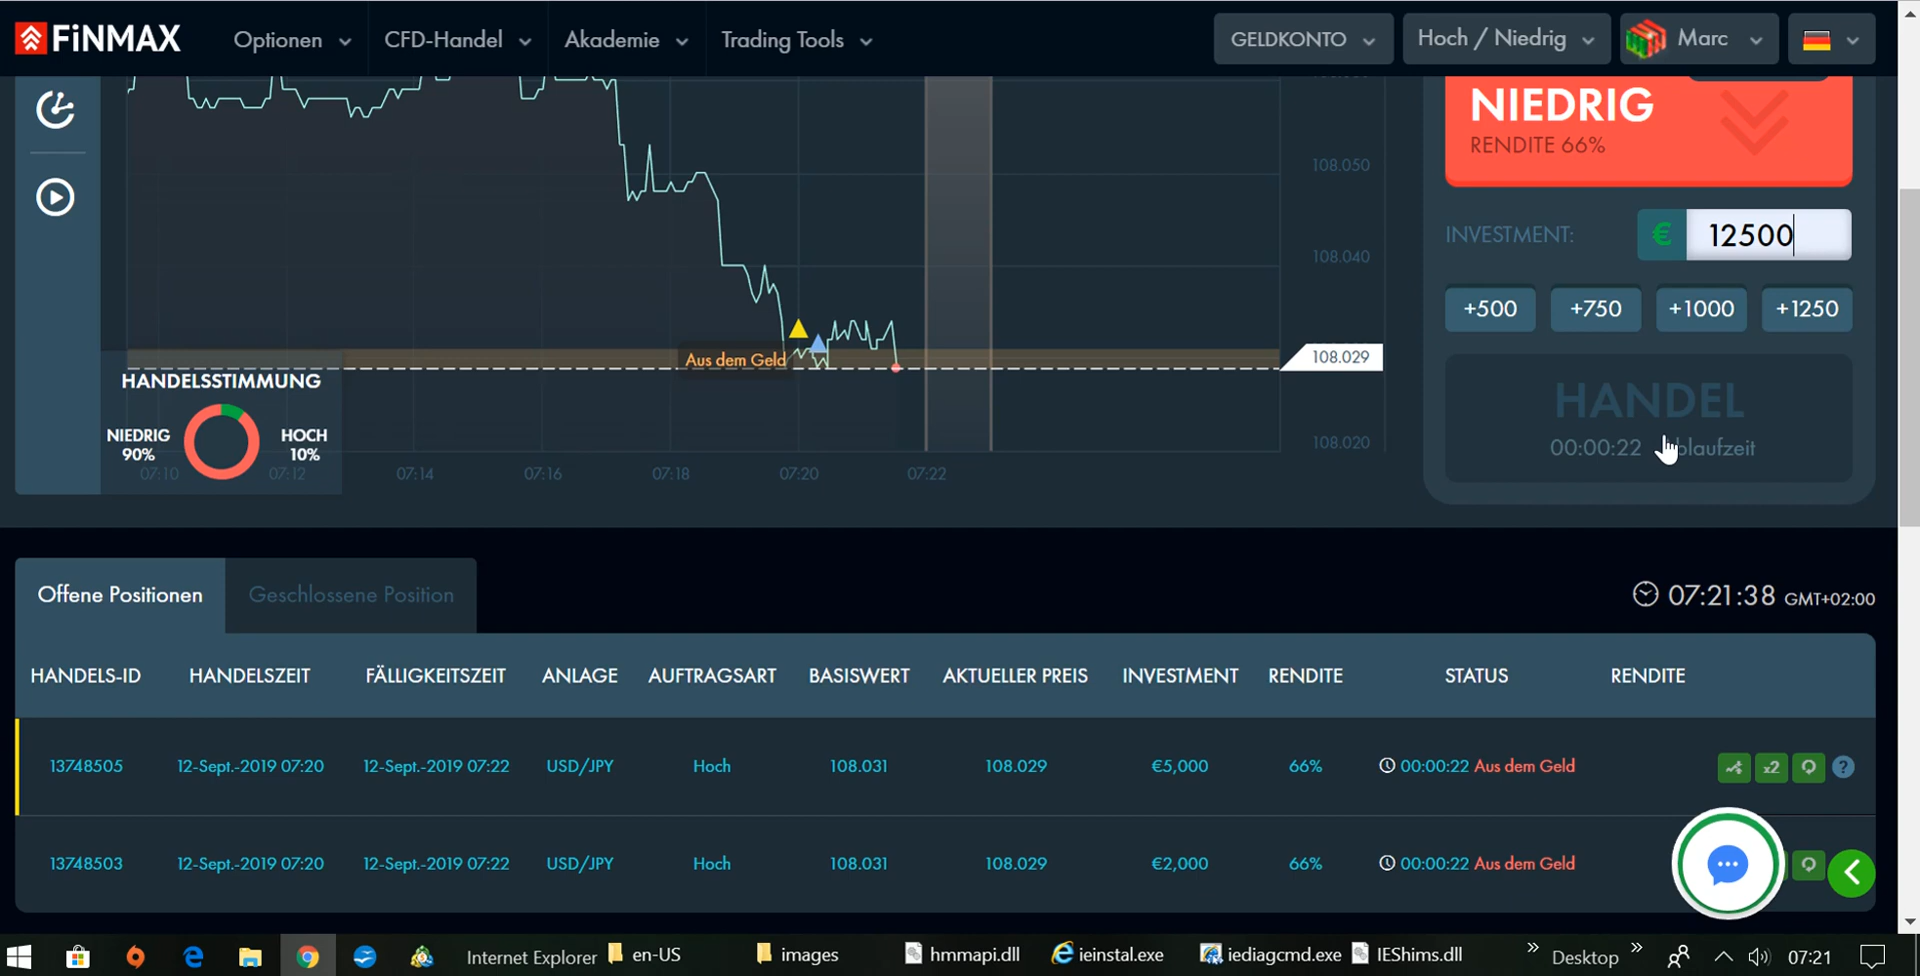 FiNMAX
Optionen
CFD-Handel
Akademie
Trading Tools
GELDKONTO
Hoch / Niedrig
Marc
NIEDRIG
RENDITE 66%
INVESTMENT:
€
12500
+500
+750
+1000
+1250
HANDEL
00:00:22
108.050
108.040
108.029
108.020
Aus dem Geld
HANDELSSTIMMUNG
NIEDRIG
90%
HOCH
10%
07:10
07:12
07:14
07:16
07:18
07:20
07:22
Offene Positionen
Geschlossene Position
07:21:38 GMT+02:00
HANDELS-ID HANDELSZEIT FÄLLIGKEITSZEIT ANLAGE AUFTRAGSART BASISWERT AKTUELLER PREIS INVESTMENT RENDITE STATUS RENDITE
13748505 12-Sept.-2019 07:20 12-Sept.-2019 07:22 USD/JPY Hoch 108.031 108.029 €5,000 66% 00:00:22 Aus dem Geld x2 ?
13748503 12-Sept.-2019 07:20 12-Sept.-2019 07:22 USD/JPY Hoch 108.031 108.029 €2,000 66% 00:00:22 Aus dem Geld
Internet Explorer
en-US
images
hmmapi.dll
ieinstal.exe
iediagcmd.exe
IEShims.dll
Desktop
07:21